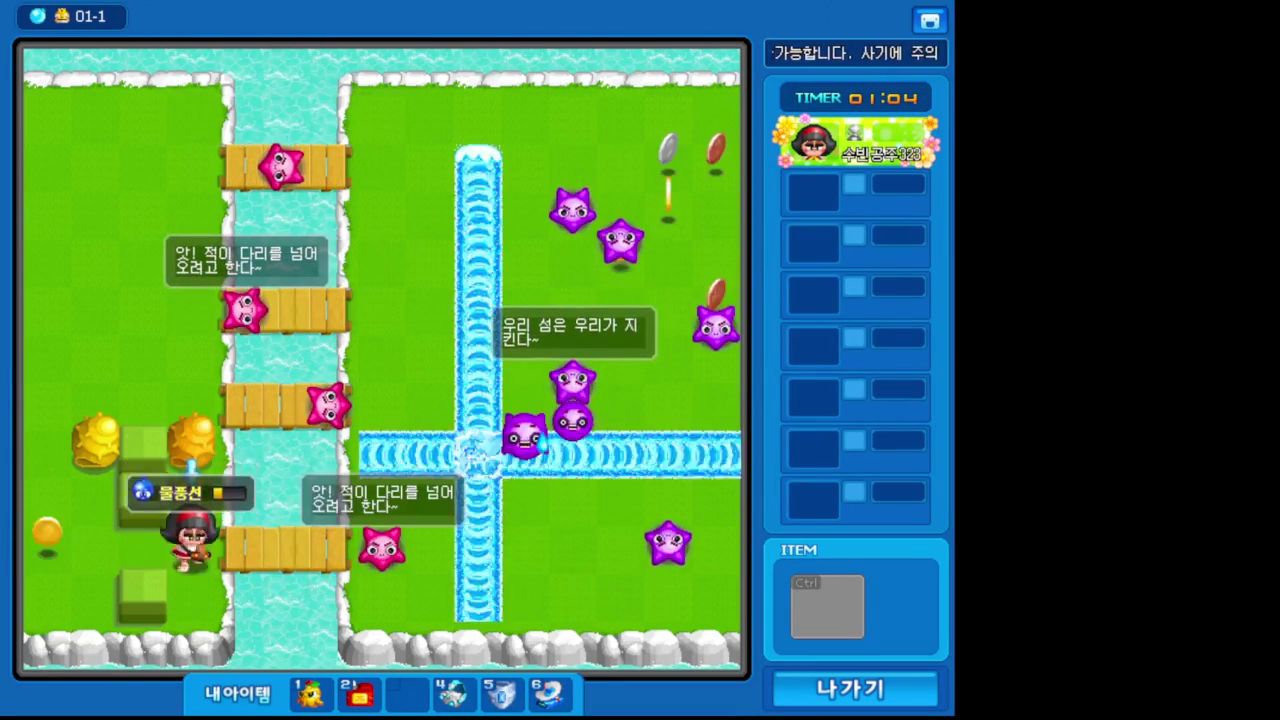 01-1
가능합니다. 사기에 주의
TIMER 01:04
수빈공주023
앗! 적이 다리를 넘어
오려고 한다~
우리 섬은 우리가 지
킨다~
물풍선
앗! 적이 다리를 넘어
오려고 한다~
ITEM
Ctrl
내아이템
1
2
4
5
6
나가기